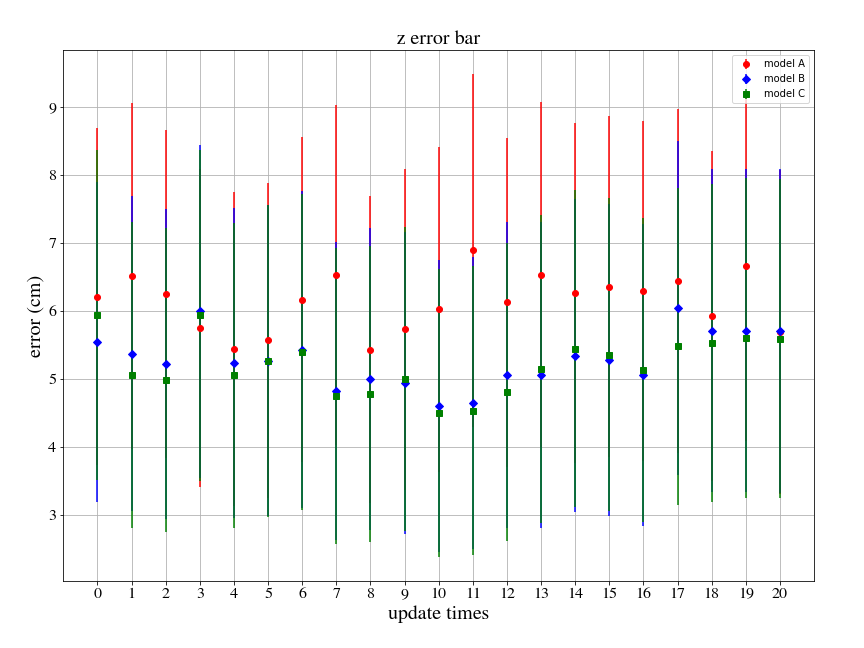 z error bar
model A
model B
model C
9
8
7
6
5
4
3
error (cm)
0 1 2 3 4 5 6 7 8 9 10 11 12 13 14 15 16 17 18 19 20
update times